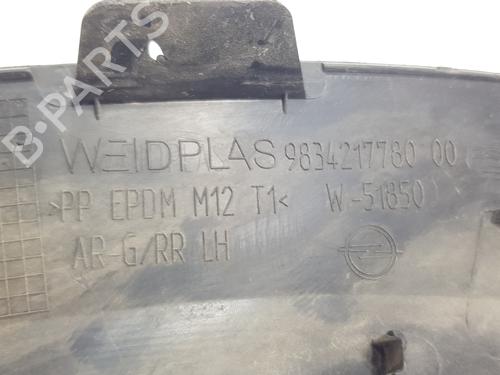 B-PARTS
WEIDPLAS 9834217780 00
>PP EPDM M12 T1< W-51850
AR-G/RR LH